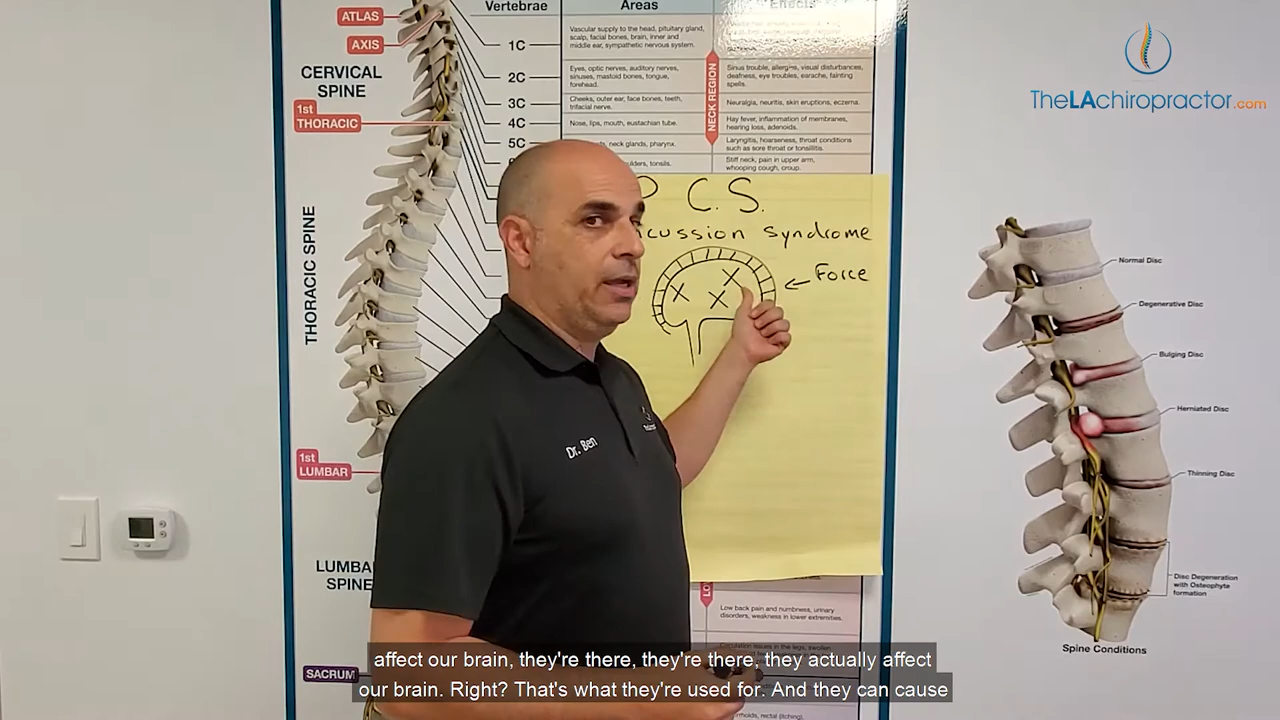 Vertebrae
Areas
Effects
ATLAS
AXIS
CERVICAL
SPINE
1st
THORACIC
THORACIC SPINE
1st
LUMBAR
SPINE
SACRUM
1C
2C
3C
4C
5C
Vascular supply to the head, pituitary gland,
scalp, facial bones, brain, inner and
middle ear, sympathetic nervous system.
Eyes, optic nerves, auditory nerves,
sinuses, mastoid bones, tongue,
forehead.
Cheeks, outer ear, face bones, teeth,
trifacial nerve.
Nose, lips, mouth, eustachian tube.
neck glands, pharynx.
tonsils.
NECK REGION
Sinus trouble, allergies, visual disturbances,
deafness, eye troubles, earache, fainting
spells.
Neuralgia, neuritis, skin eruptions, eczema.
Hay fever, inflammation of membranes,
hearing loss, adenoids.
Laryngitis, hoarseness, throat conditions
such as sore throat or tonsillitis.
Stiff neck, pain in upper arm,
whooping cough, croup.
C.S.
syndrome
Force
Dr. Ben
Low back pain and numbness, urinary
disorders, weakness in lower extremities.
rectal (itching).
TheLAchiropractor.com
Normal Disc
Degenerative Disc
Bulging Disc
Herniated Disc
Thinning Disc
Disc Degeneration
with Osteophyte
formation
Spine Conditions
affect our brain, they're there, they're there, they actually affect
our brain. Right? That's what they're used for. And they can cause